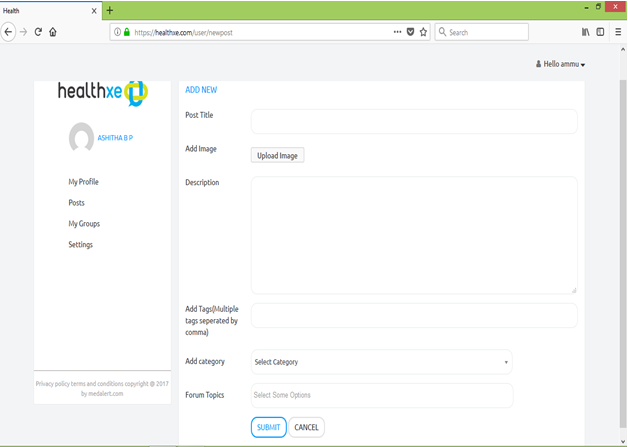 Health
https://healthxe.com/user/newpost
Search
Hello ammu
healthxe
ASHITHA B P
My Profile
Posts
My Groups
Settings
Privacy policy terms and conditions copyright @ 2017
by medalert.com
ADD NEW
Post Title
Add Image
Upload Image
Description
Add Tags(Multiple
tags seperated by
comma)
Add category
Select Category
Forum Topics
Select Some Options
SUBMIT
CANCEL